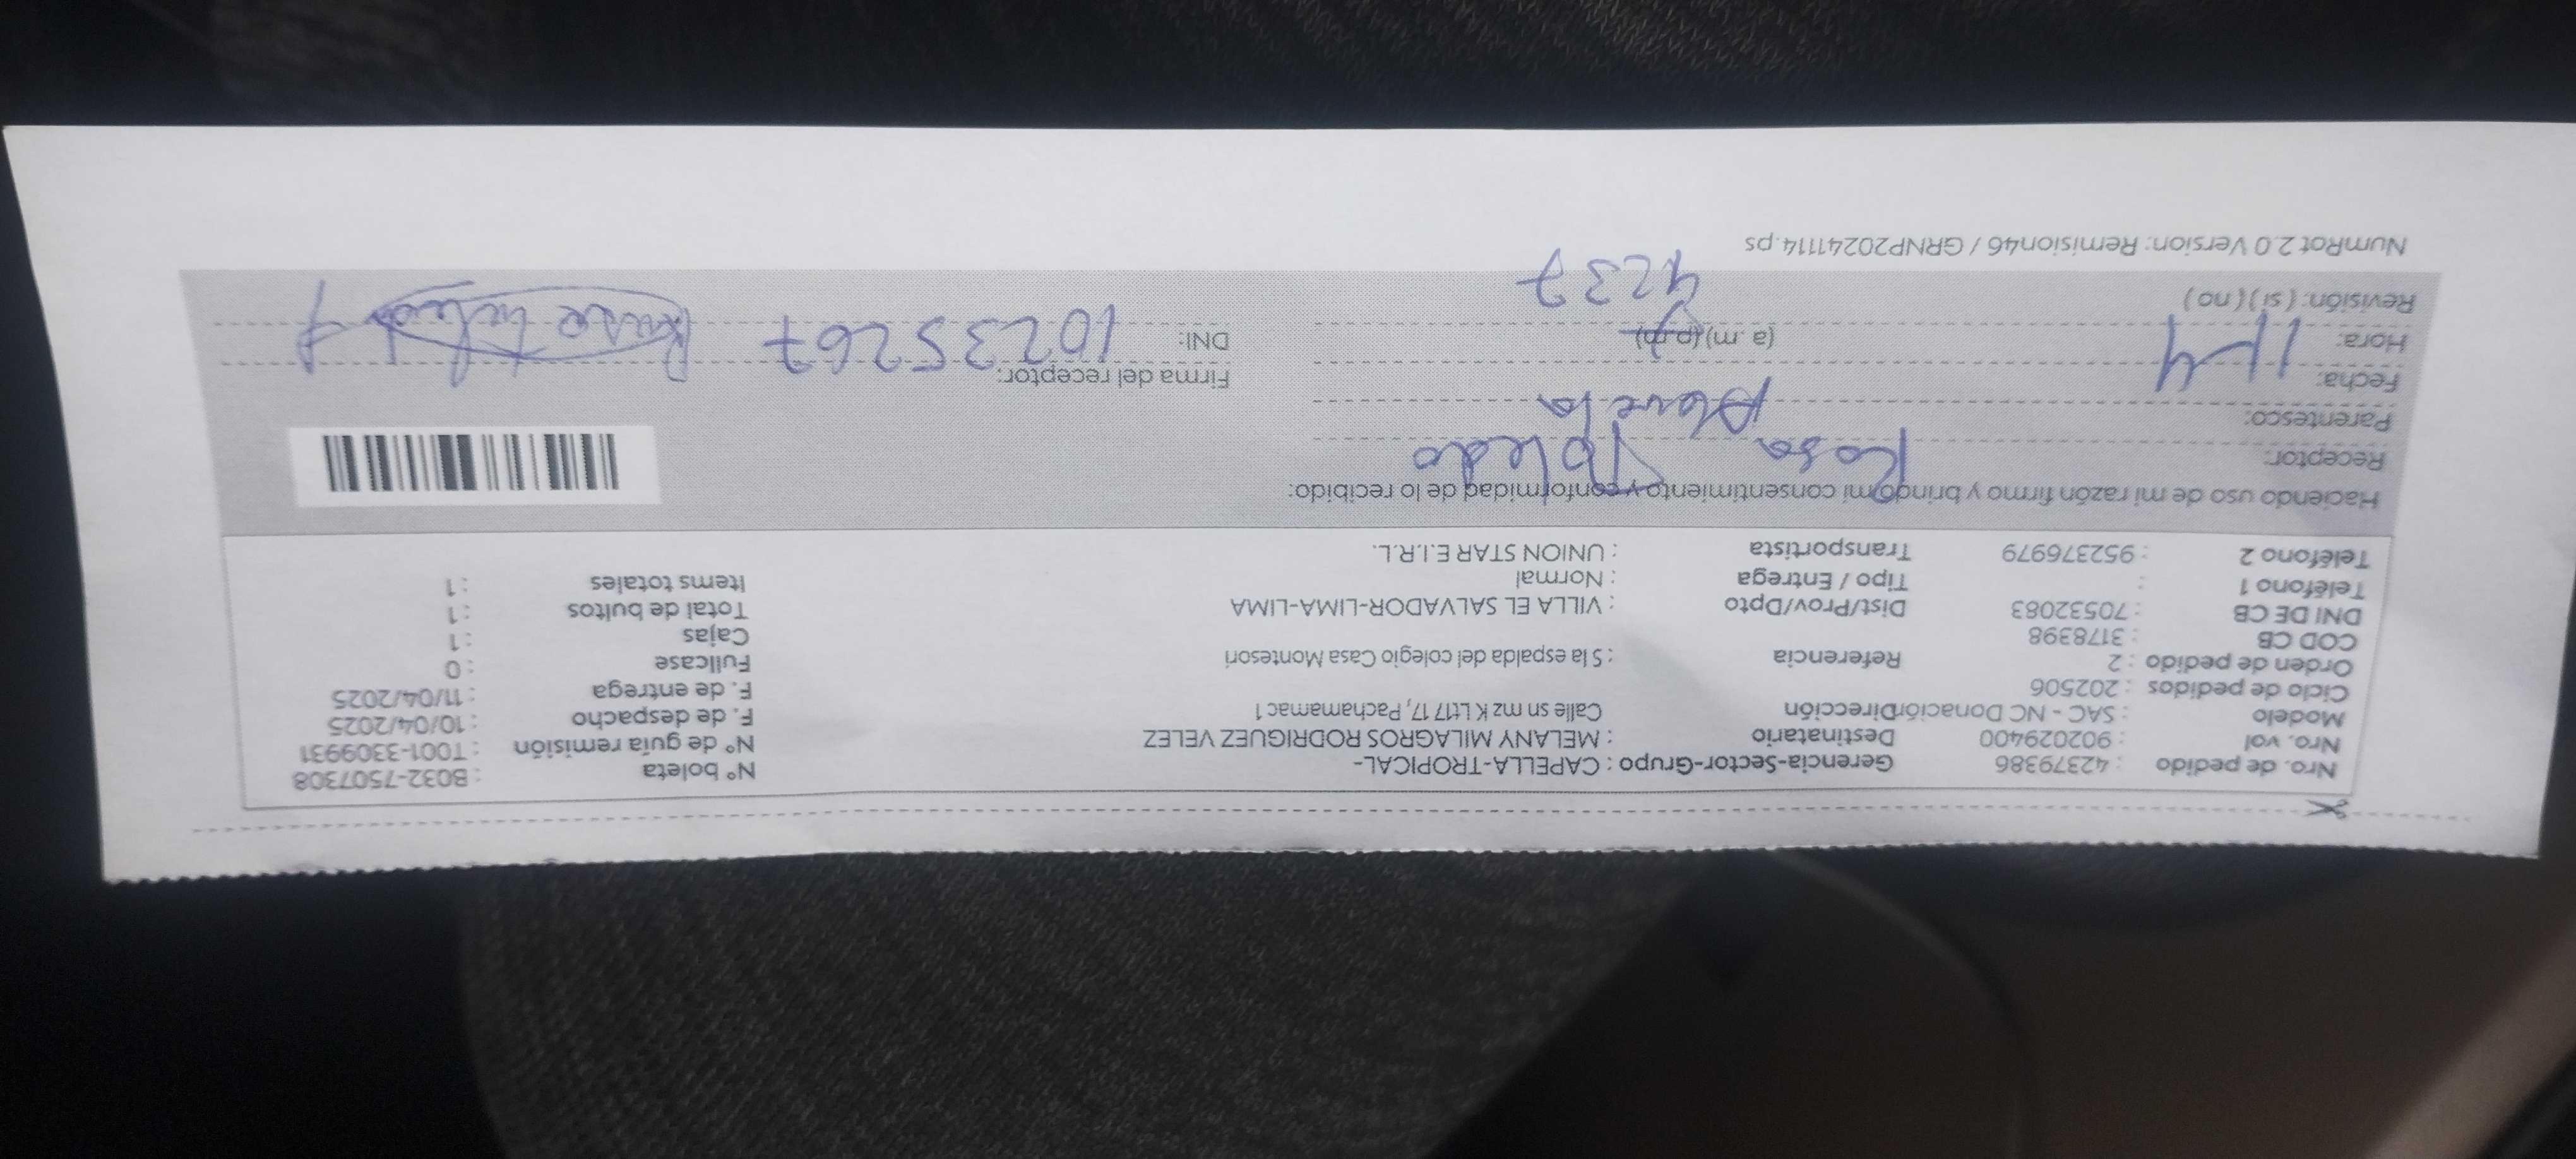 Nro. de pedido : 42379386 Gerencia-Sector-Grupo : CAPELLA-TROPICAL- N° boleta : B032-7507308
Nro. vol : 902029400 Destinatario : MELANY MILAGROS RODRIGUEZ VELEZ N° de guía remisión : T001-3309931
Modelo : SAC - NC Donación Dirección Calle sn mz K Lt17 17, Pachamamac 1 F. de despacho : 10/04/2025
Ciclo de pedidos : 202506 F. de entrega : 11/04/2025
Orden de pedido : 2 Referencia : S la espalda del colegio Casa Montesori Fullcase : 0
COD CB : 3178398 Cajas : 1
DNI DE CB : 70532083 Dist/Prov/Dpto : VILLA EL SALVADOR-LIMA-LIMA Total de bultos : 1
Teléfono 1 : Tipo / Entrega : Normal Items totales : 1
Teléfono 2 : 952376979 Transportista : UNION STAR E.I.R.L.
Haciendo uso de mi razón firmo y brindo mi consentimiento y conformidad de lo recibido:
Receptor: Rosa Toledo
Parentesco: Abuela
Fecha: 11-4 Firma del receptor:
Hora: (a .m) (p.m) DNI: 10235267
Revisión: ( si ) ( no ) 4237
NumRot 2.0 Version: Remision46 / GRNP20241114.ps